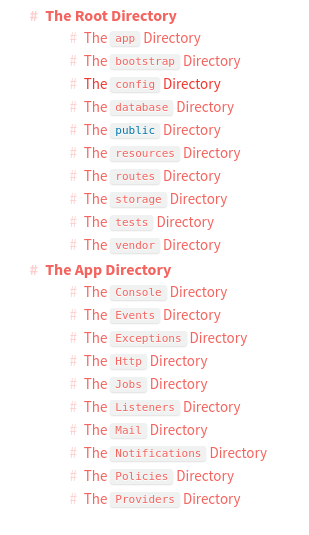 # The Root Directory
# The app Directory
# The bootstrap Directory
# The config Directory
# The database Directory
# The public Directory
# The resources Directory
# The routes Directory
# The storage Directory
# The tests Directory
# The vendor Directory
# The App Directory
# The Console Directory
# The Events Directory
# The Exceptions Directory
# The Http Directory
# The Jobs Directory
# The Listeners Directory
# The Mail Directory
# The Notifications Directory
# The Policies Directory
# The Providers Directory